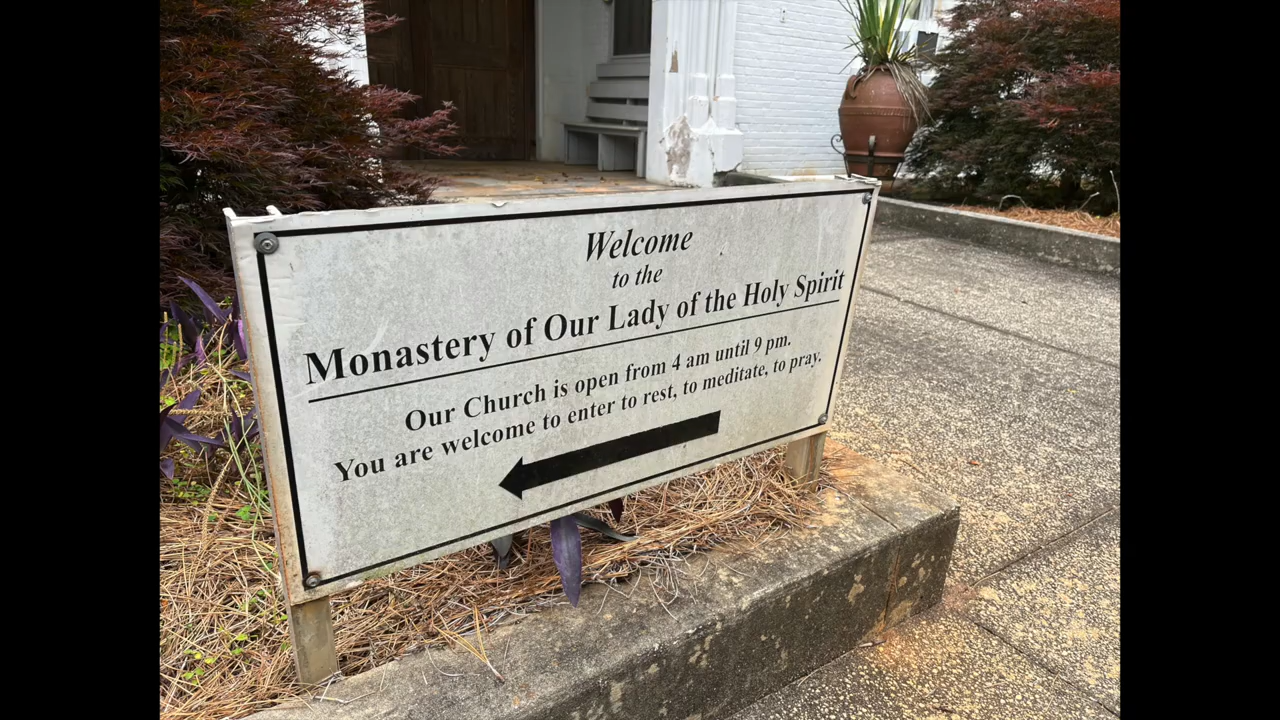 Welcome
to the
Monastery of Our Lady of the Holy Spirit
Our Church is open from 4 am until 9 pm.
You are welcome to enter to rest, to meditate, to pray.